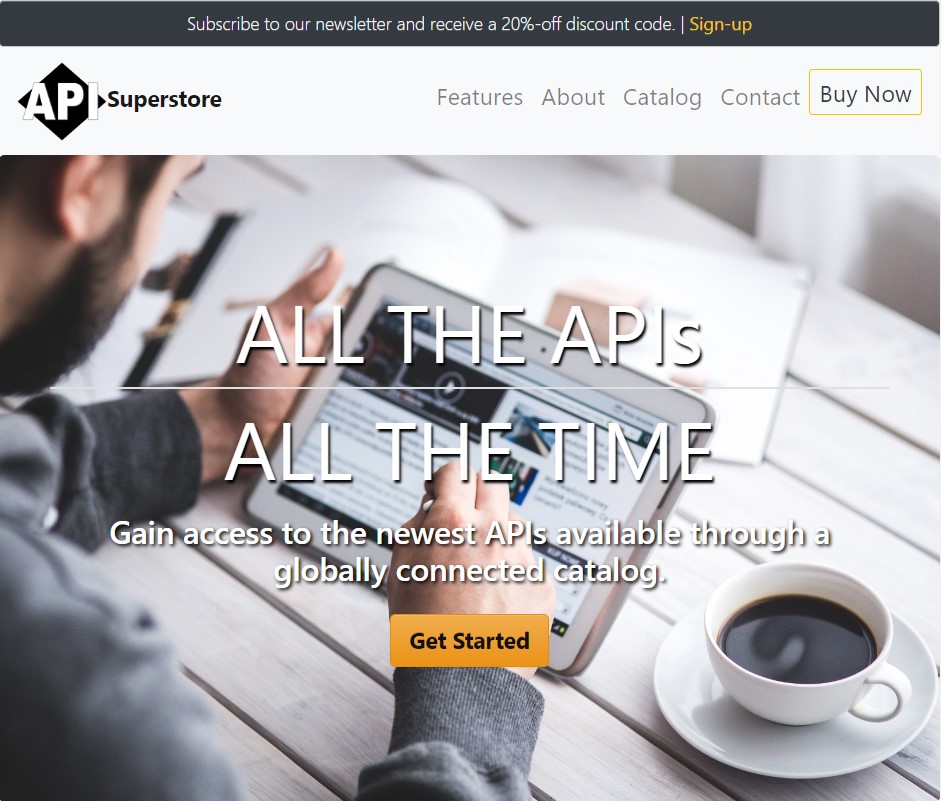 Subscribe to our newsletter and receive a 20%-off discount code. | Sign-up
API Superstore
Features About Catalog Contact Buy Now
ALL THE APIs
ALL THE TIME
Gain access to the newest APIs available through a
globally connected catalog.
Get Started